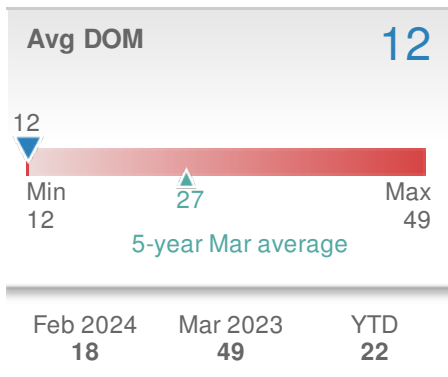 Avg DOM 12
12
Min Max
12 27 49
5-year Mar average
Feb 2024 Mar 2023 YTD
18 49 22